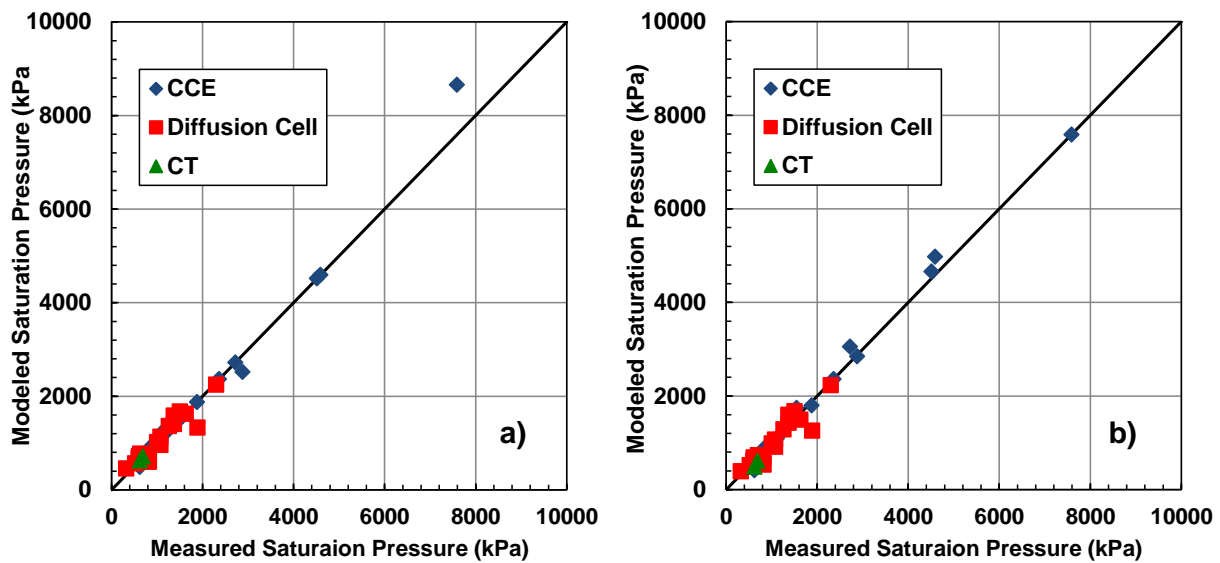 10000
8000
6000
4000
2000
0
Modeled Saturation Pressure (kPa)
CCE
Diffusion Cell
CT
a)
0 2000 4000 6000 8000 10000
Measured Saturaion Pressure (kPa)
10000
8000
6000
4000
2000
0
Modeled Saturation Pressure (kPa)
CCE
Diffusion Cell
CT
b)
0 2000 4000 6000 8000 10000
Measured Saturaion Pressure (kPa)